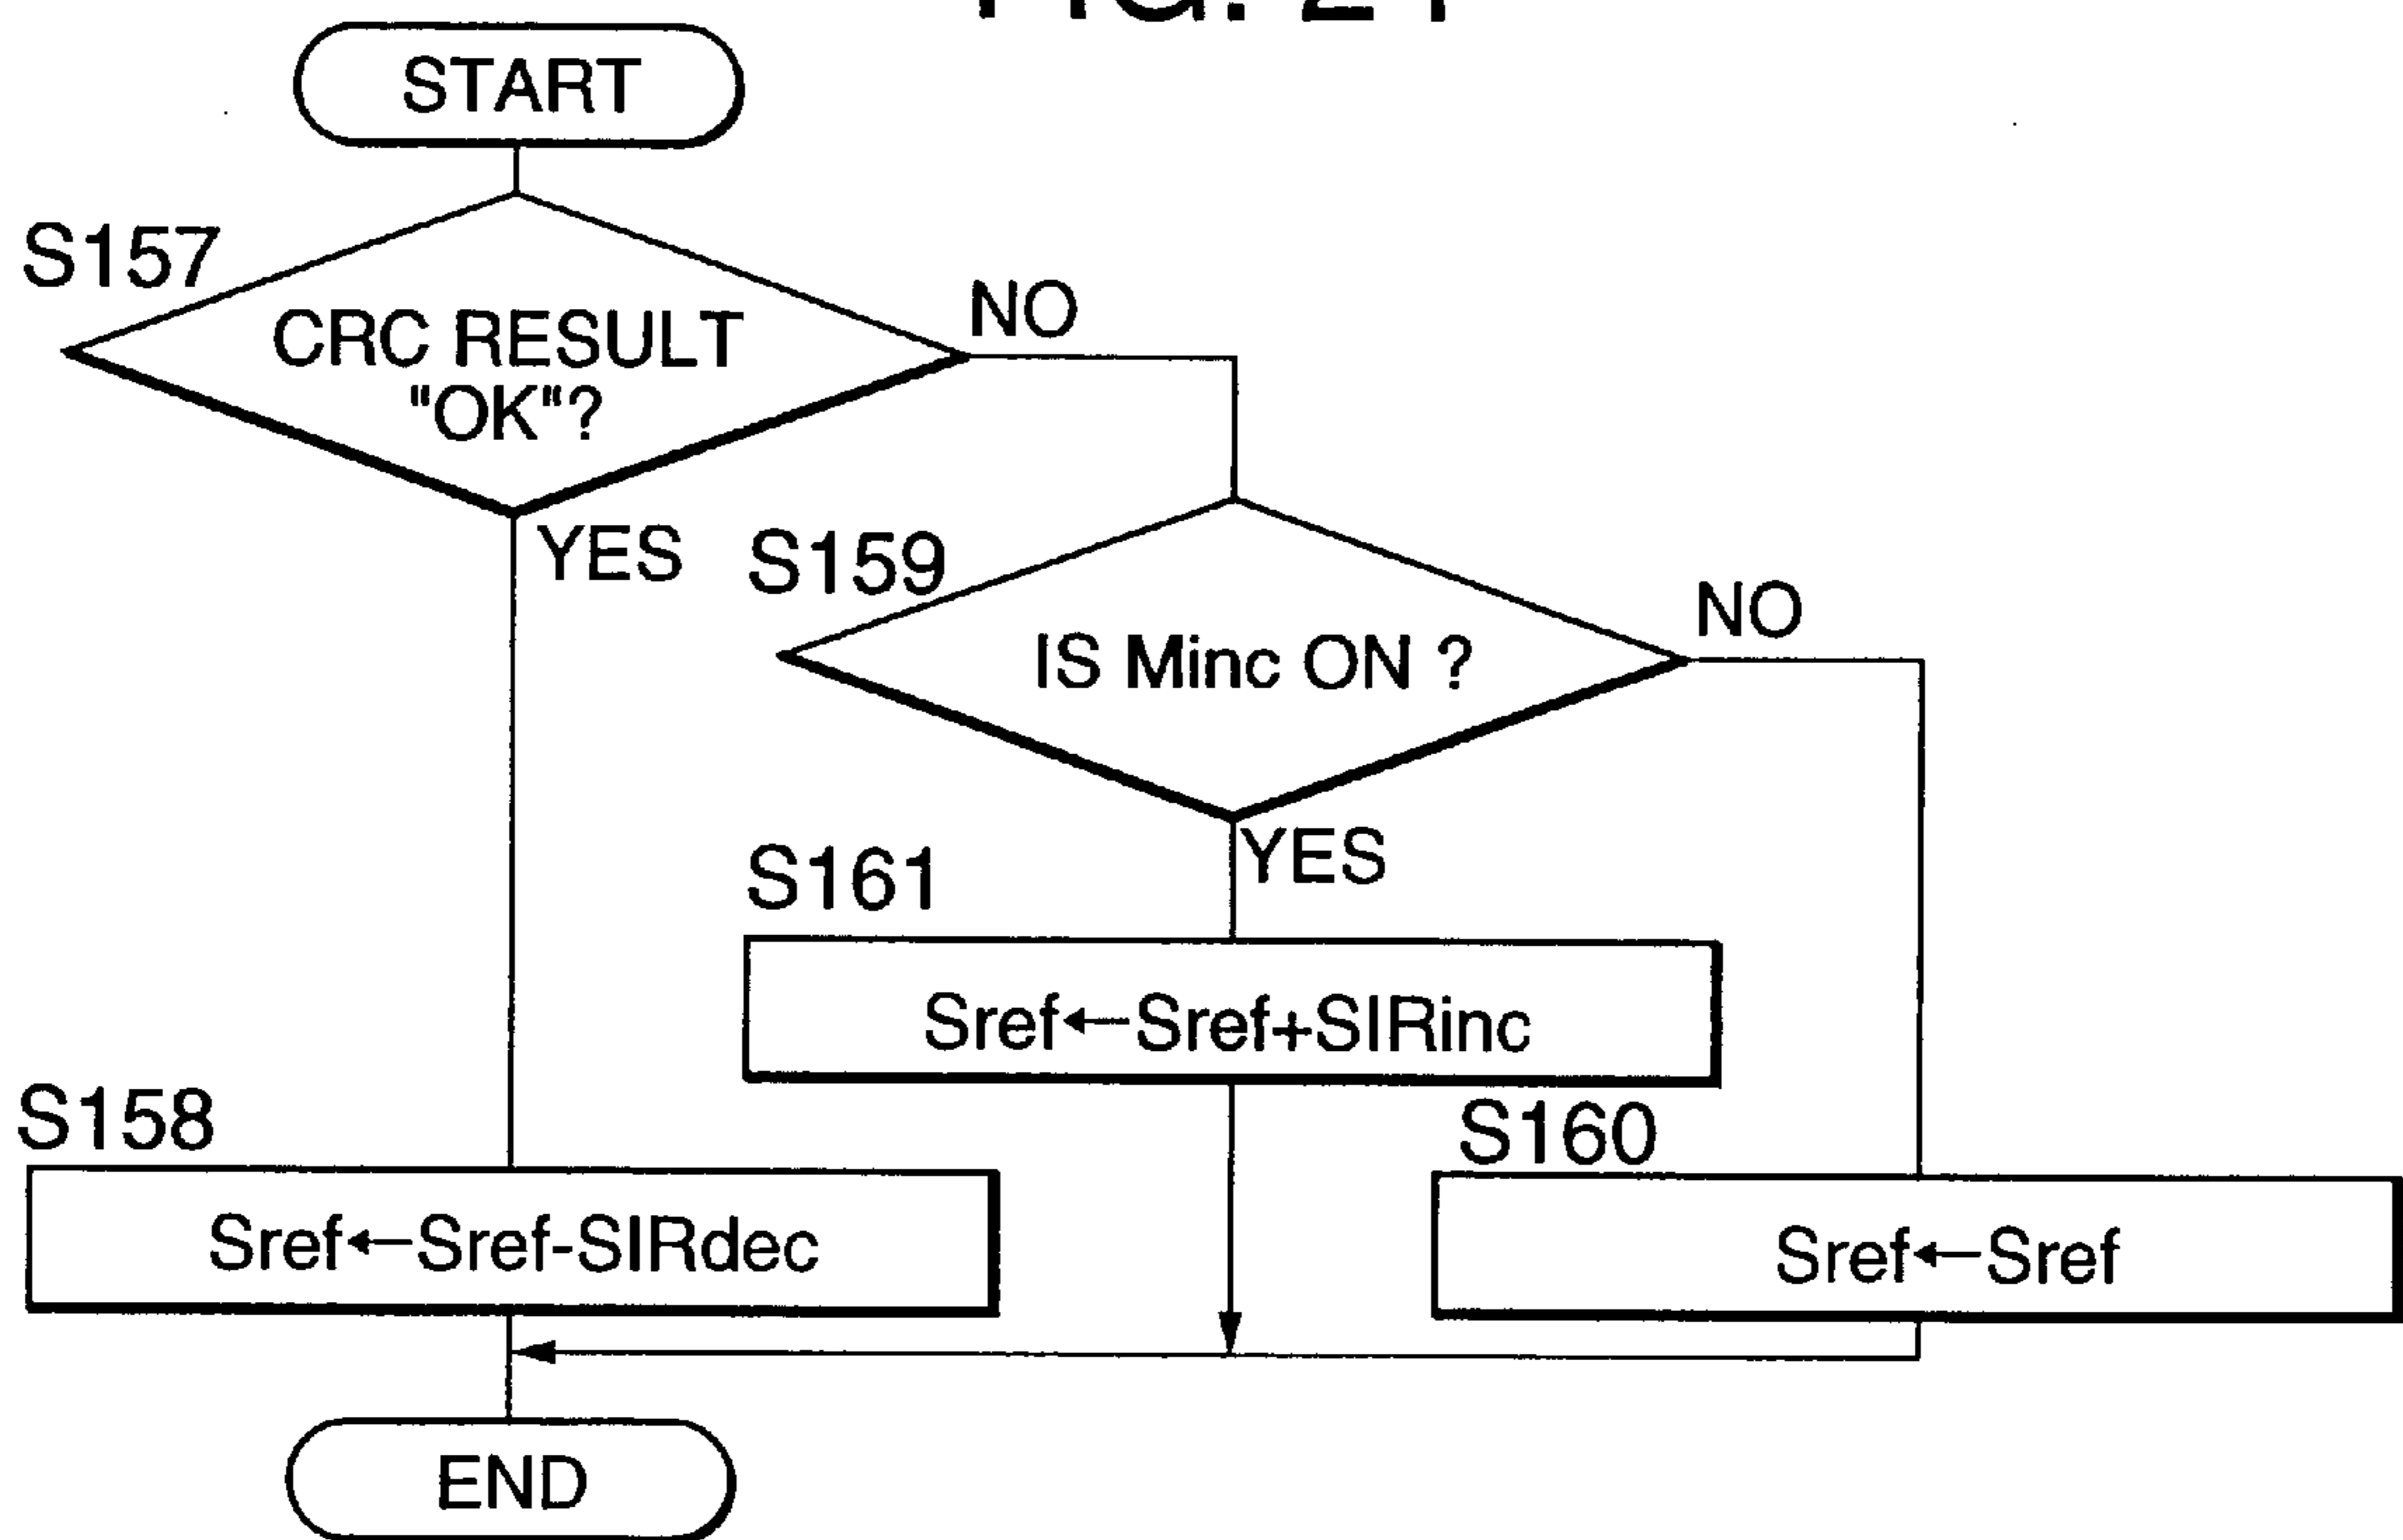 START
S157
CRC RESULT
"OK"?
NO
YES
S159
IS Minc ON ?
NO
YES
S161
Sref←Sref+SIRinc
S158
Sref←Sref-SIRdec
S160
Sref←Sref
END